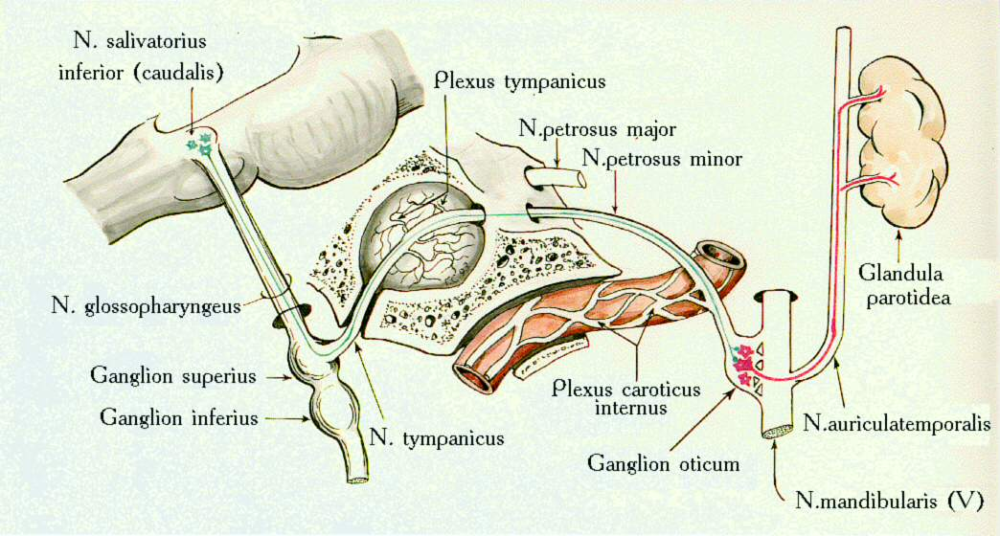 N. salivatorius
inferior (caudalis)
Plexus tympanicus
N.petrosus major
N.petrosus minor
Glandula
parotidea
N. glossopharyngeus
Ganglion superius
Ganglion inferius
N. tympanicus
Plexus caroticus
internus
Ganglion oticum
N.auriculatemporalis
N.mandibularis (V)